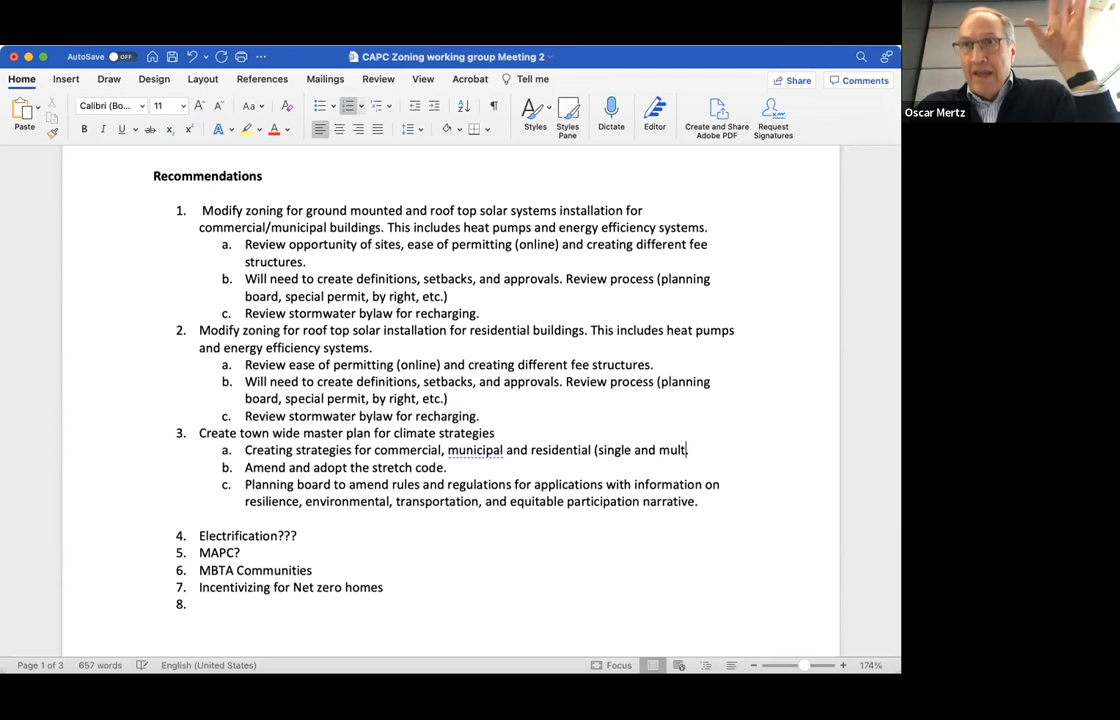 AutoSave OFF
CAPC Zoning working group Meeting 2
Home Insert Draw Design Layout References Mailings Review View Acrobat Tell me
Share Comments
Paste
Calibri (Bo... 11
Aa
B I U ab x, x'
Styles
Styles Pane
Dictate
Editor
Create and Share Adobe PDF
Request Signatures
Oscar Mertz
Recommendations
1. Modify zoning for ground mounted and roof top solar systems installation for
commercial/municipal buildings. This includes heat pumps and energy efficiency systems.
a. Review opportunity of sites, ease of permitting (online) and creating different fee
structures.
b. Will need to create definitions, setbacks, and approvals. Review process (planning
board, special permit, by right, etc.)
c. Review stormwater bylaw for recharging.
2. Modify zoning for roof top solar installation for residential buildings. This includes heat pumps
and energy efficiency systems.
a. Review ease of permitting (online) and creating different fee structures.
b. Will need to create definitions, setbacks, and approvals. Review process (planning
board, special permit, by right, etc.)
c. Review stormwater bylaw for recharging.
3. Create town wide master plan for climate strategies
a. Creating strategies for commercial, municipal and residential (single and mult
b. Amend and adopt the stretch code.
c. Planning board to amend rules and regulations for applications with information on
resilience, environmental, transportation, and equitable participation narrative.
4. Electrification???
5. MAPC?
6. MBTA Communities
7. Incentivizing for Net zero homes
8.
Page 1 of 3 657 words English (United States) Focus 174%